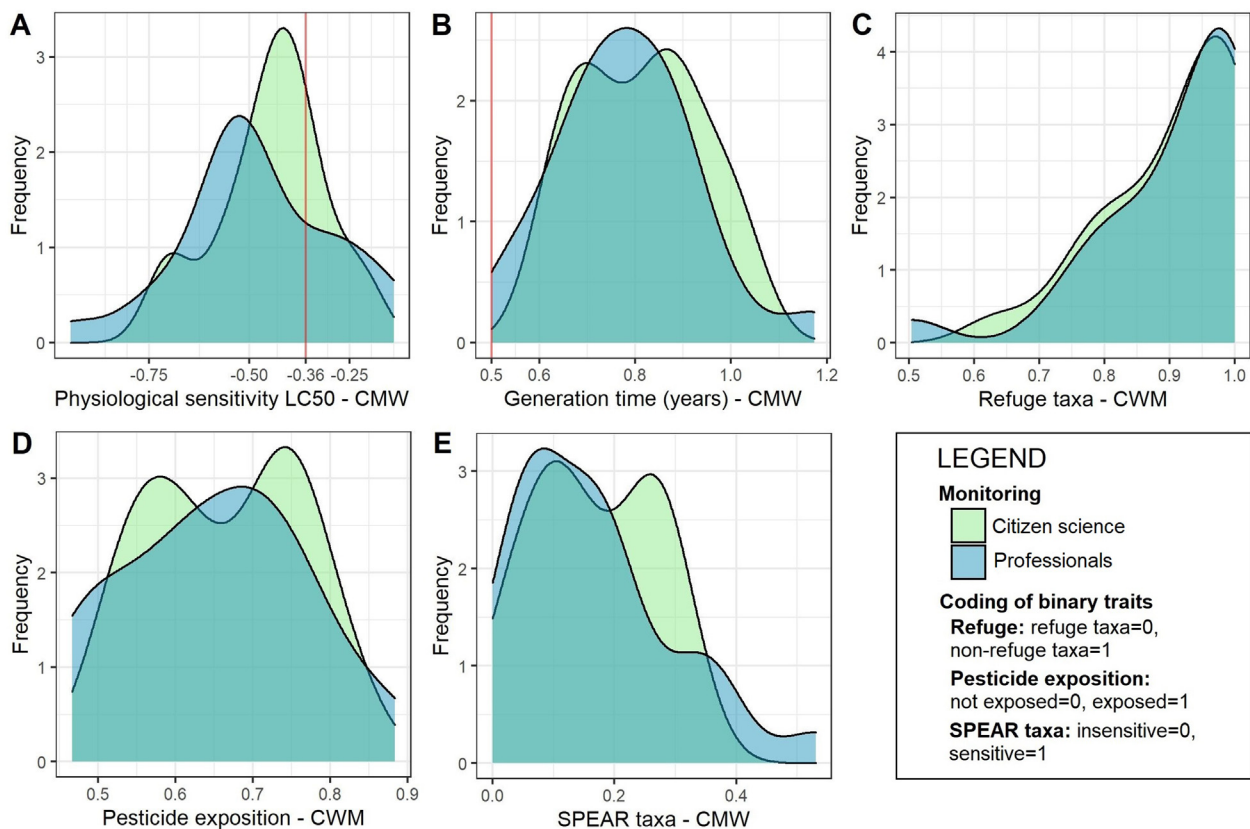 A
3
2
1
0
Frequency
-0.75
-0.50
-0.36
-0.25
Physiological sensitivity LC50 - CMW
B
2
1
0
Frequency
0.5
0.6
0.8
1.0
1.2
Generation time (years) - CMW
C
4
3
2
1
0
Frequency
0.5
0.6
0.7
0.8
0.9
1.0
Refuge taxa - CWM
D
3
2
1
0
Frequency
0.5
0.6
0.7
0.8
0.9
Pesticide exposition - CWM
E
3
2
1
0
Frequency
0.0
0.2
0.4
SPEAR taxa - CMW
LEGEND
Monitoring
Citizen science
Professionals
Coding of binary traits
Refuge: refuge taxa=0,
non-refuge taxa=1
Pesticide exposition:
not exposed=0, exposed=1
SPEAR taxa: insensitive=0,
sensitive=1